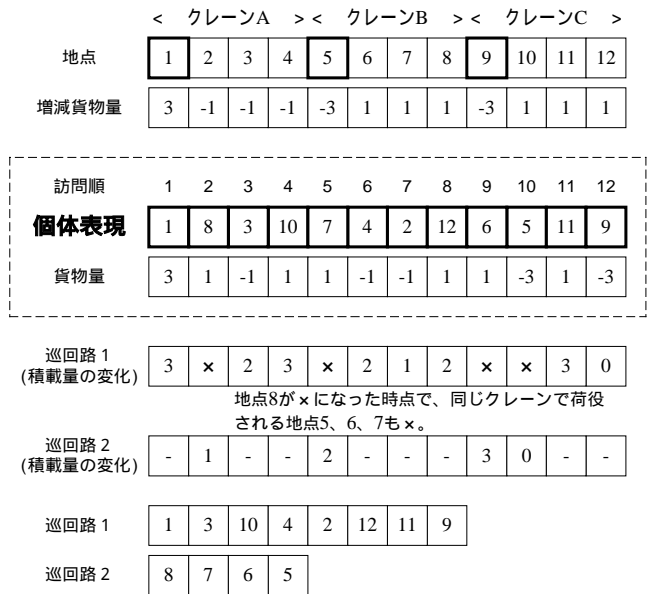 < クレーンA > < クレーンB > < クレーンC >
地点 1 2 3 4 5 6 7 8 9 10 11 12
増減貨物量 3 -1 -1 -1 -3 1 1 1 -3 1 1 1
訪問順 1 2 3 4 5 6 7 8 9 10 11 12
個体表現 1 8 3 10 7 4 2 12 6 5 11 9
貨物量 3 1 -1 1 1 -1 -1 1 1 -3 1 -3
巡回路1
(積載量の変化) 3 × 2 3 × 2 1 2 × × 3 0
地点8が×になった時点で、同じクレーンで荷役
される地点5、6、7も×。
巡回路2
(積載量の変化) - 1 - - 2 - - - 3 0 - -
巡回路1 1 3 10 4 2 12 11 9
巡回路2 8 7 6 5